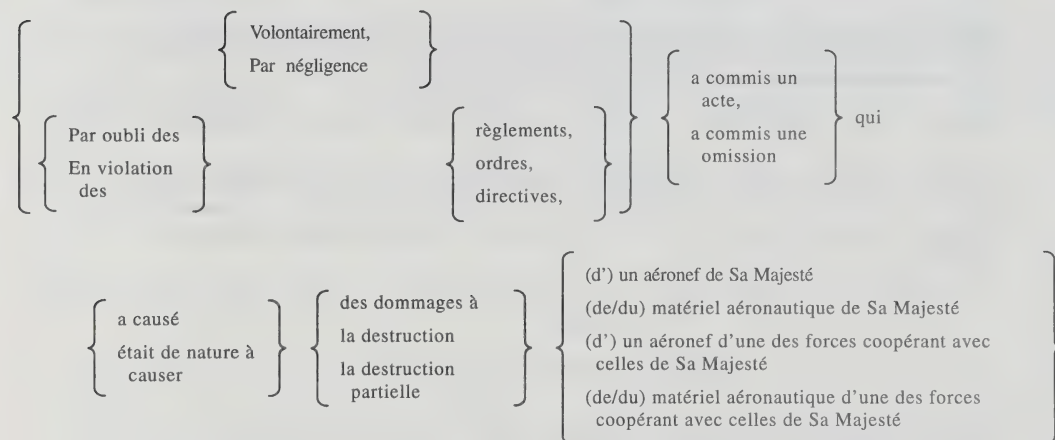 Volontairement,
Par négligence
Par oubli des
En violation
des
règlements,
ordres,
directives,
a commis un
acte,
a commis une
omission
qui
a causé
était de nature à
causer
des dommages à
la destruction
la destruction
partielle
(d') un aéronef de Sa Majesté
(de/du) matériel aéronautique de Sa Majesté
(d') un aéronef d'une des forces coopérant avec
celles de Sa Majesté
(de/du) matériel aéronautique d'une des forces
coopérant avec celles de Sa Majesté